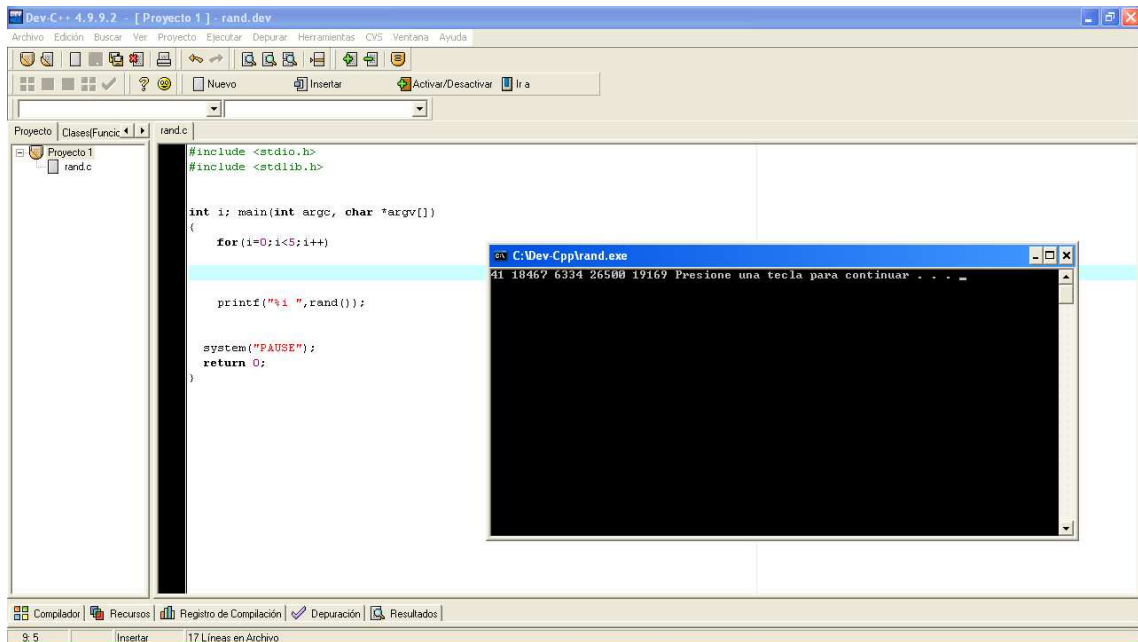 Dev-C++ 4.9.9.2 - [ Proyecto 1 ] - rand.dev
Archivo Edición Buscar Ver Proyecto Ejecutar Depurar Herramientas CVS Ventana Ayuda
Nuevo Insertar Activar/Desactivar Ir a
Proyecto Clases(Funcic rand.c
Proyecto 1
rand.c
#include <stdio.h>
#include <stdlib.h>
int i; main(int argc, char *argv[])
{
for(i=0;i<5;i++)
printf("%i ",rand());
system("PAUSE");
return 0;
}
C:\Dev-Cpp\rand.exe
41 18467 6334 26500 19169 Presione una tecla para continuar . . . _
Compilador Recursos Registro de Compilación Depuración Resultados
9: 5 Insertar 17 Líneas en Archivo